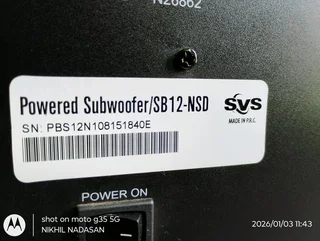 N26862
Powered Subwoofer/SB12-NSD
SVS
MADE IN P.R.C.
SN: PBS12N108151840E
POWER ON
shot on moto g35 5G
NIKHIL NADASAN
2026/01/03 11:43